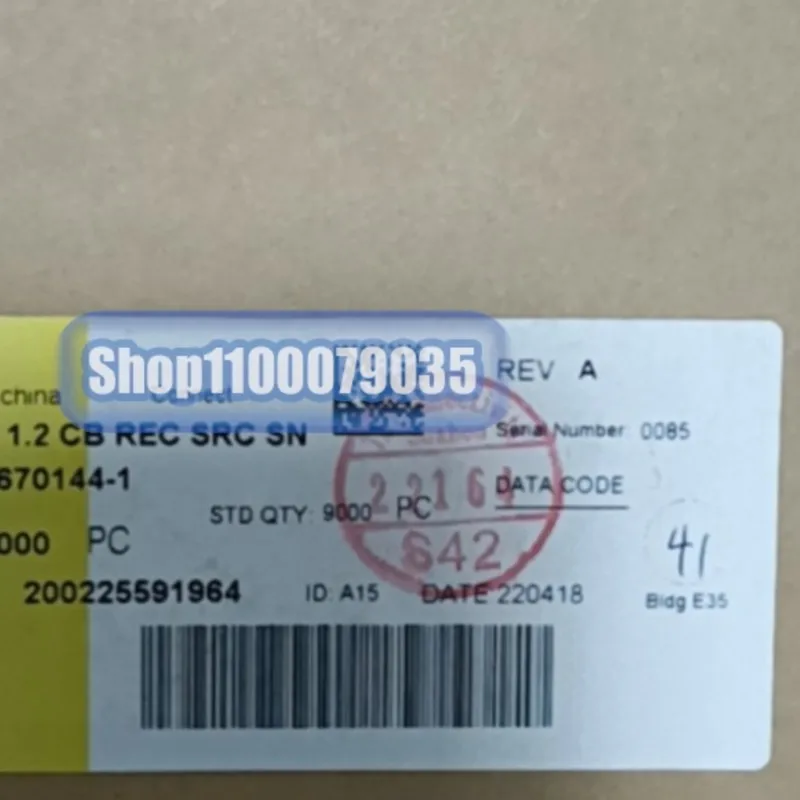 Shop1100079035
REV A
china
Serial Number 0085
1.2 CB REC SRC SN
670144-1
DATA CODE
STD QTY: 9000 PC
000 PC
S42
41
200225591964
ID: A15
DATE 220418
Bldg E35